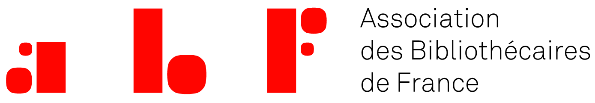 abf
Association
des Bibliothécaires
de France